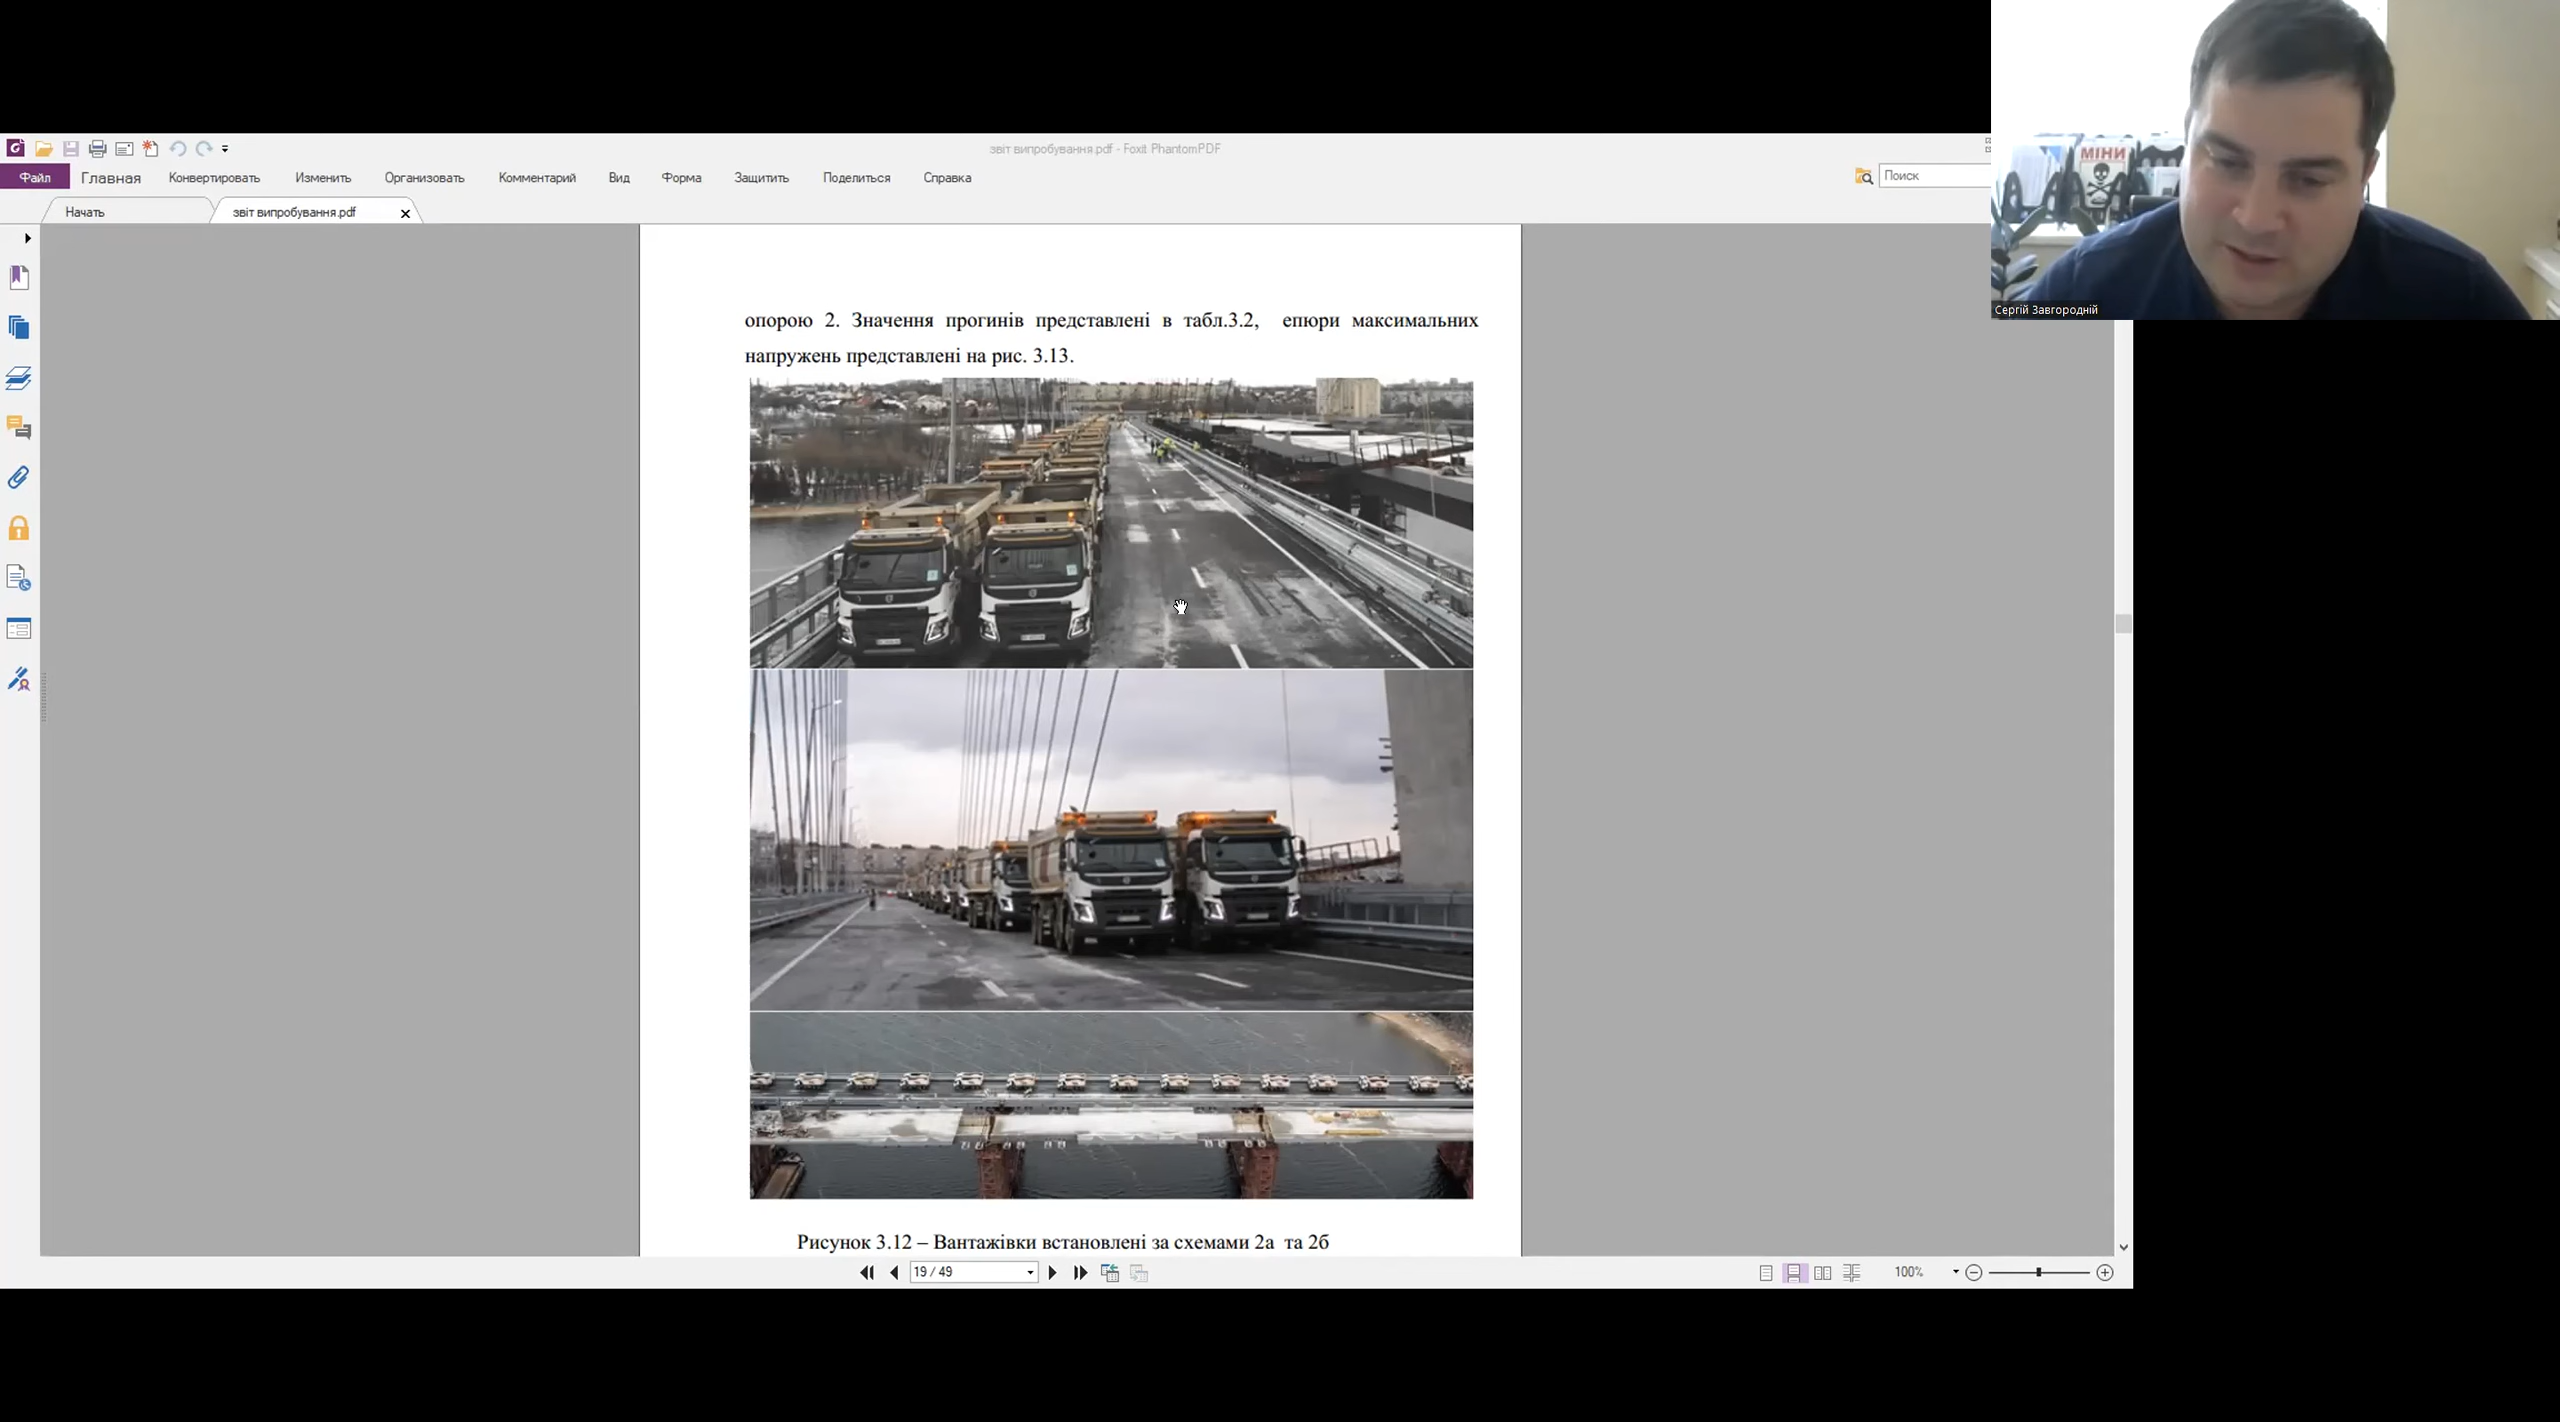 звіт випробування.pdf - Foxit PhantomPDF
Файл Главная Конвертировать Изменить Организовать Комментарий Вид Форма Защитить Поделиться Справка
Поиск
Начать звіт випробування.pdf
МІНИ
Сергій Завгородній
опорою 2. Значення прогинів представлені в табл.3.2, епюри максимальних
напружень представлені на рис. 3.13.
Рисунок 3.12 – Вантажівки встановлені за схемами 2а та 2б
19 / 49
100%